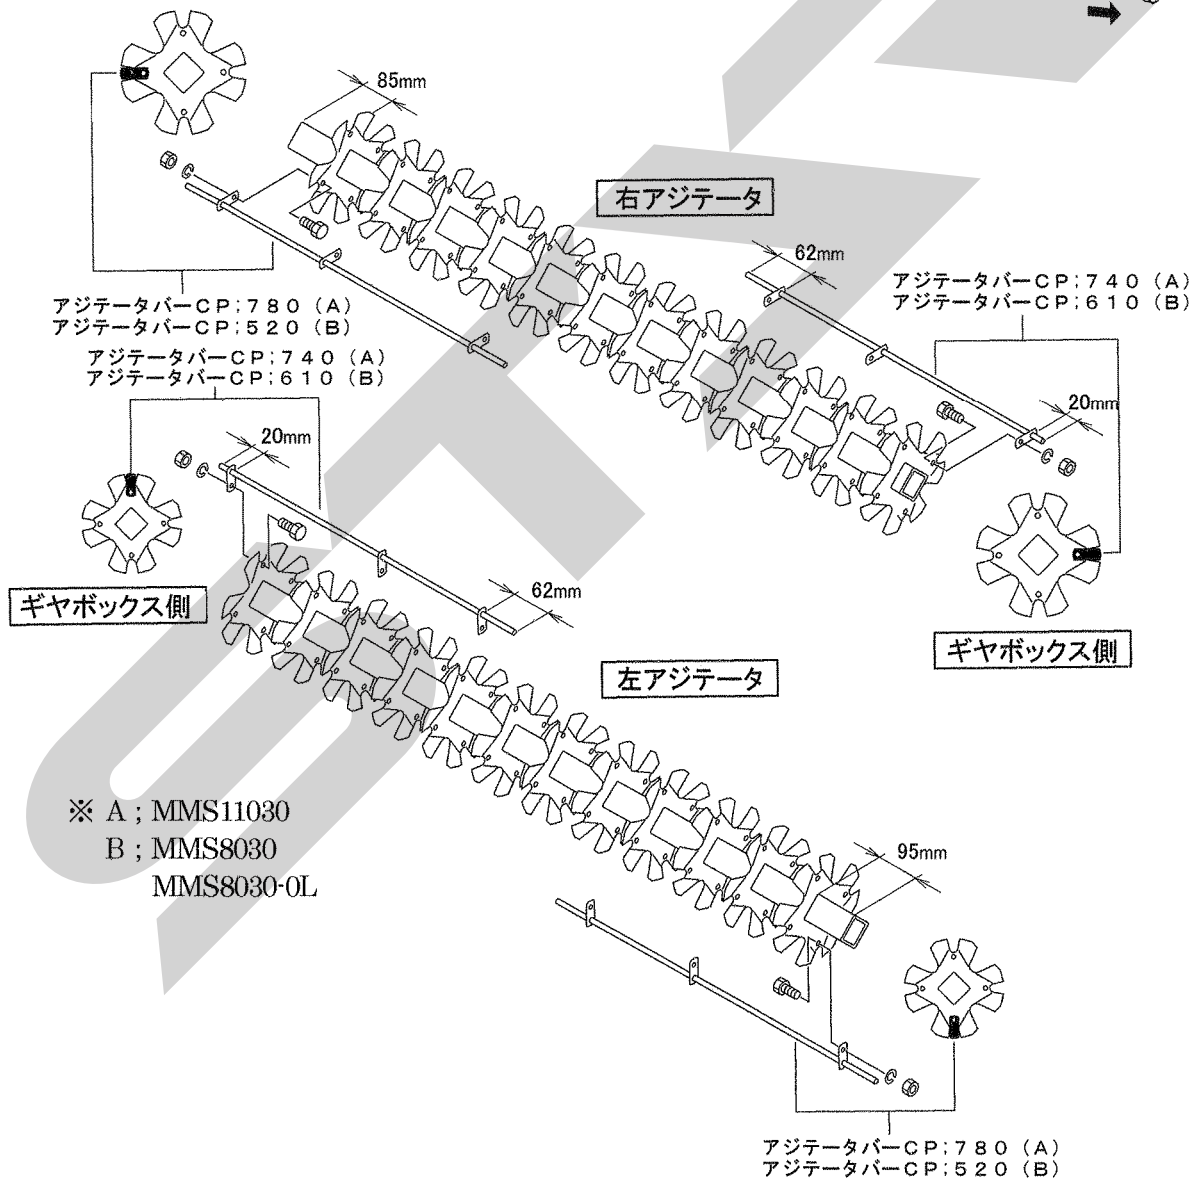 85mm
右アジテータ
62mm
アジテータバーCP;740 (A)
アジテータバーCP;610 (B)
アジテータバーCP;780 (A)
アジテータバーCP;520 (B)
アジテータバーCP;740 (A)
アジテータバーCP;610 (B)
20mm
20mm
62mm
ギヤボックス側
ギヤボックス側
左アジテータ
※ A ; MMS11030
B ; MMS8030
MMS8030-0L
95mm
アジテータバーCP;780 (A)
アジテータバーCP;520 (B)